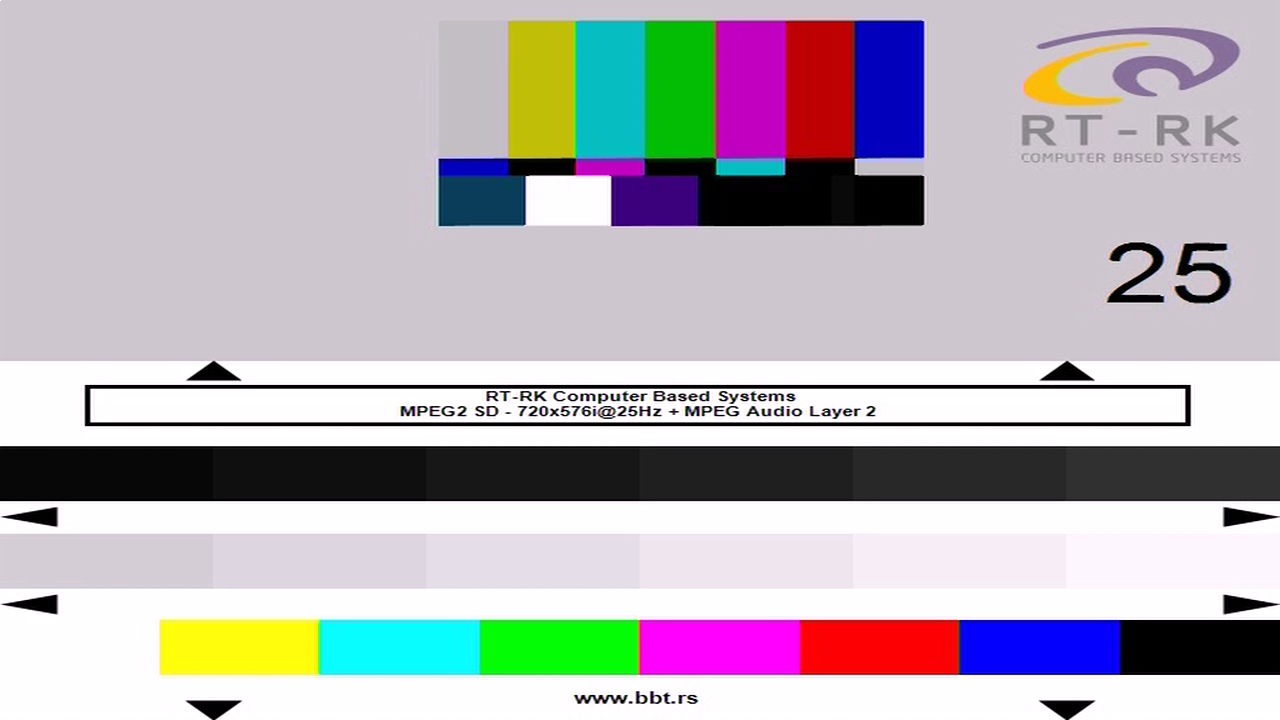 RT-RK
COMPUTER BASED SYSTEMS
25
RT-RK Computer Based Systems
MPEG2 SD - 720x576i@25Hz + MPEG Audio Layer 2
www.bbt.rs